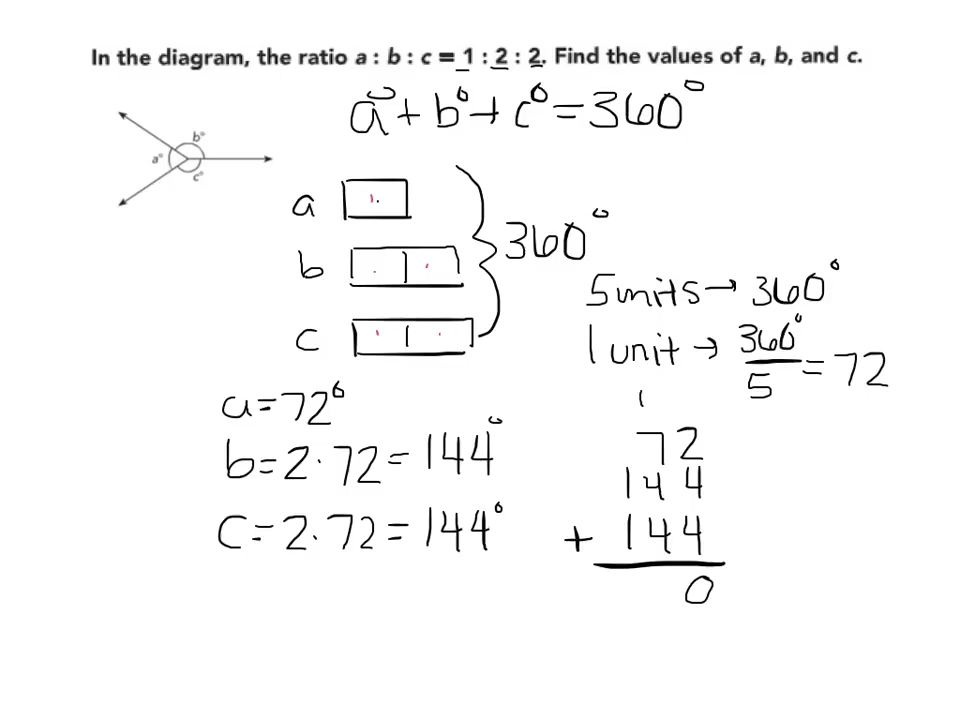 In the diagram, the ratio a : b : c = 1 : 2 : 2. Find the values of a, b, and c.
a° + b° + c° = 360°
b°
a°
c°
a
b
c
360°
5 units → 360°
1 unit → 360°/5 = 72
a = 72°
b = 2 · 72 = 144°
c = 2 · 72 = 144°
1
72
144
+ 144
0